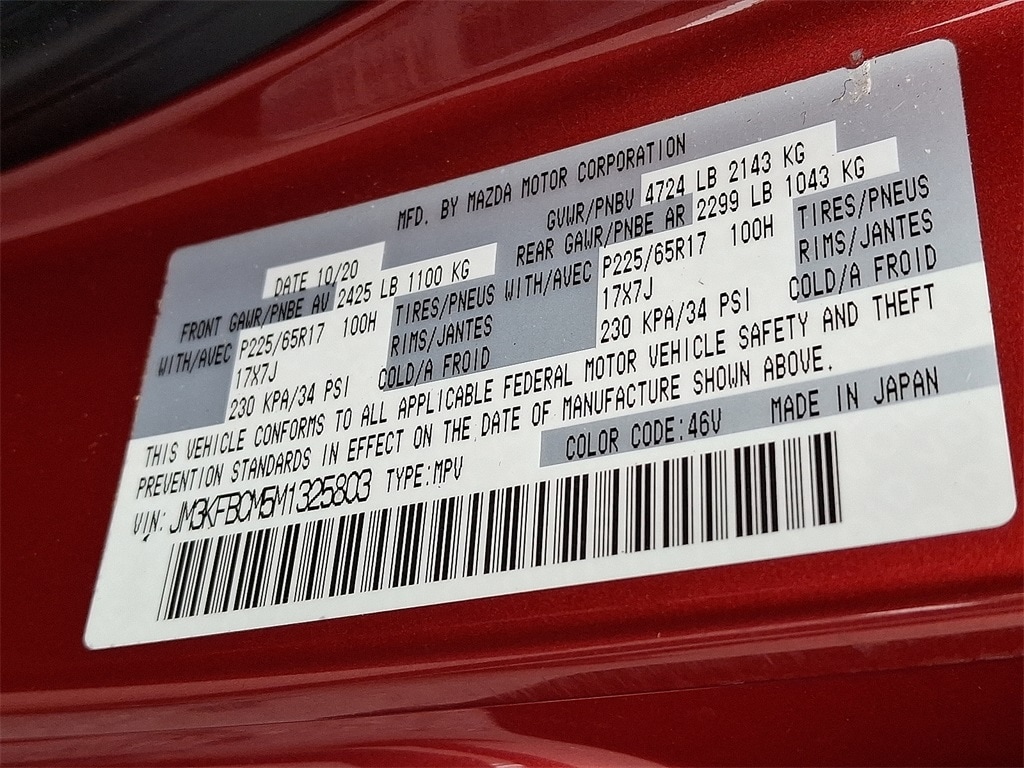 MFD. BY MAZDA MOTOR CORPORATION
DATE 10/20 GVWR/PNBV 4724 LB 2143 KG
FRONT GAWR/PNBE AV 2425 LB 1100 KG REAR GAWR/PNBE AR 2299 LB 1043 KG
WITH/AVEC P225/65R17 100H TIRES/PNEUS WITH/AVEC P225/65R17 100H TIRES/PNEUS
17X7J RIMS/JANTES 17X7J RIMS/JANTES
230 KPA/34 PSI COLD/A FROID 230 KPA/34 PSI COLD/A FROID
THIS VEHICLE CONFORMS TO ALL APPLICABLE FEDERAL MOTOR VEHICLE SAFETY AND THEFT
PREVENTION STANDARDS IN EFFECT ON THE DATE OF MANUFACTURE SHOWN ABOVE.
VIN: JM3KFBCM5M1325803 TYPE:MPV COLOR CODE:46V MADE IN JAPAN